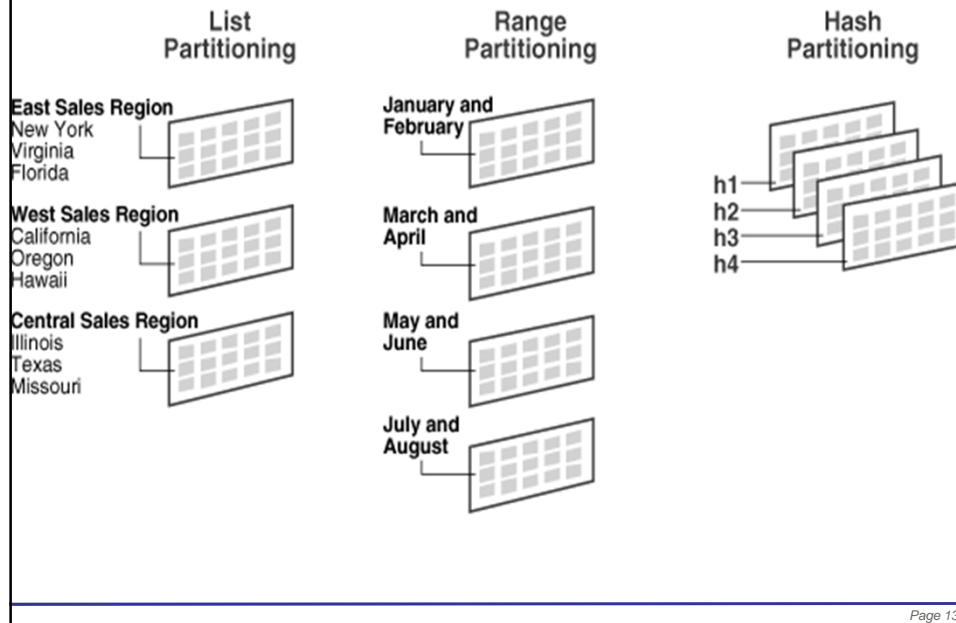 List
Partitioning
East Sales Region
New York
Virginia
Florida
West Sales Region
California
Oregon
Hawaii
Central Sales Region
Illinois
Texas
Missouri
Range
Partitioning
January and
February
March and
April
May and
June
July and
August
Hash
Partitioning
h1
h2
h3
h4
Page 13